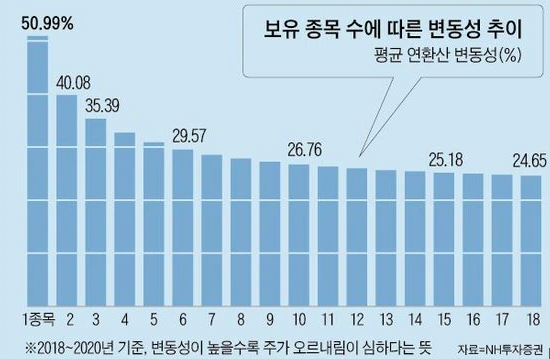 보유 종목 수에 따른 변동성 추이
평균 연환산 변동성(%)
50.99%
40.08
35.39
29.57
26.76
25.18
24.65
1종목 2 3 4 5 6 7 8 9 10 11 12 13 14 15 16 17 18
※2018~2020년 기준, 변동성이 높을수록 주가 오르내림이 심하다는 뜻 자료=NH투자증권